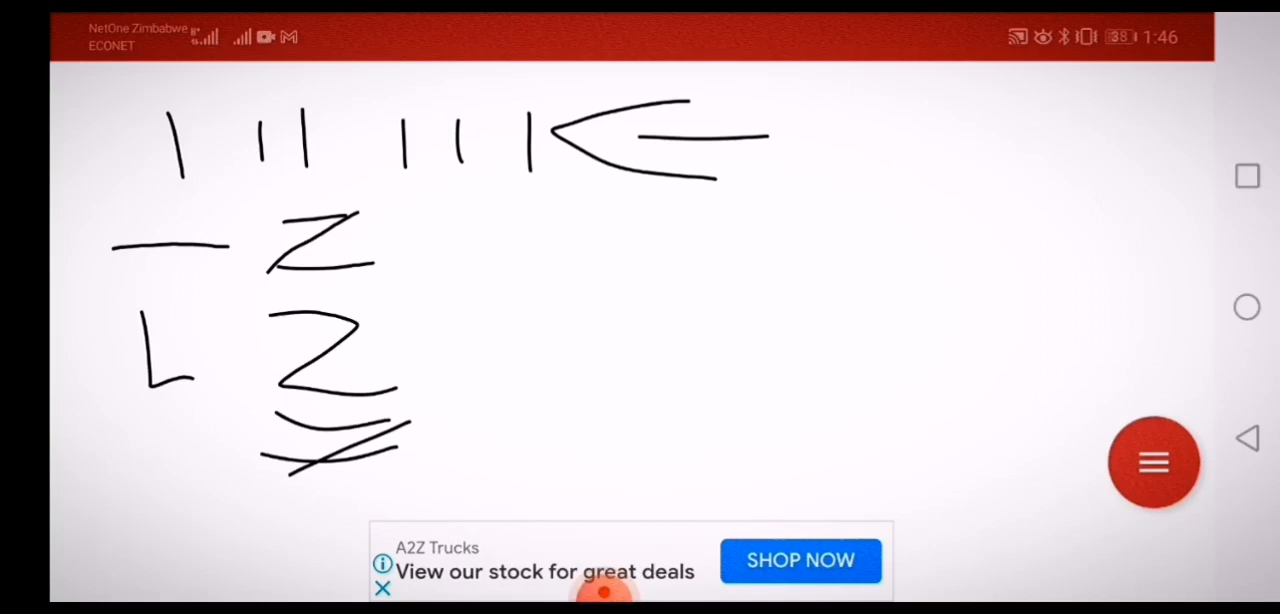 NetOne Zimbabwe
ECONET
38 1:46
Z
L Z
A2Z Trucks
View our stock for great deals
SHOP NOW